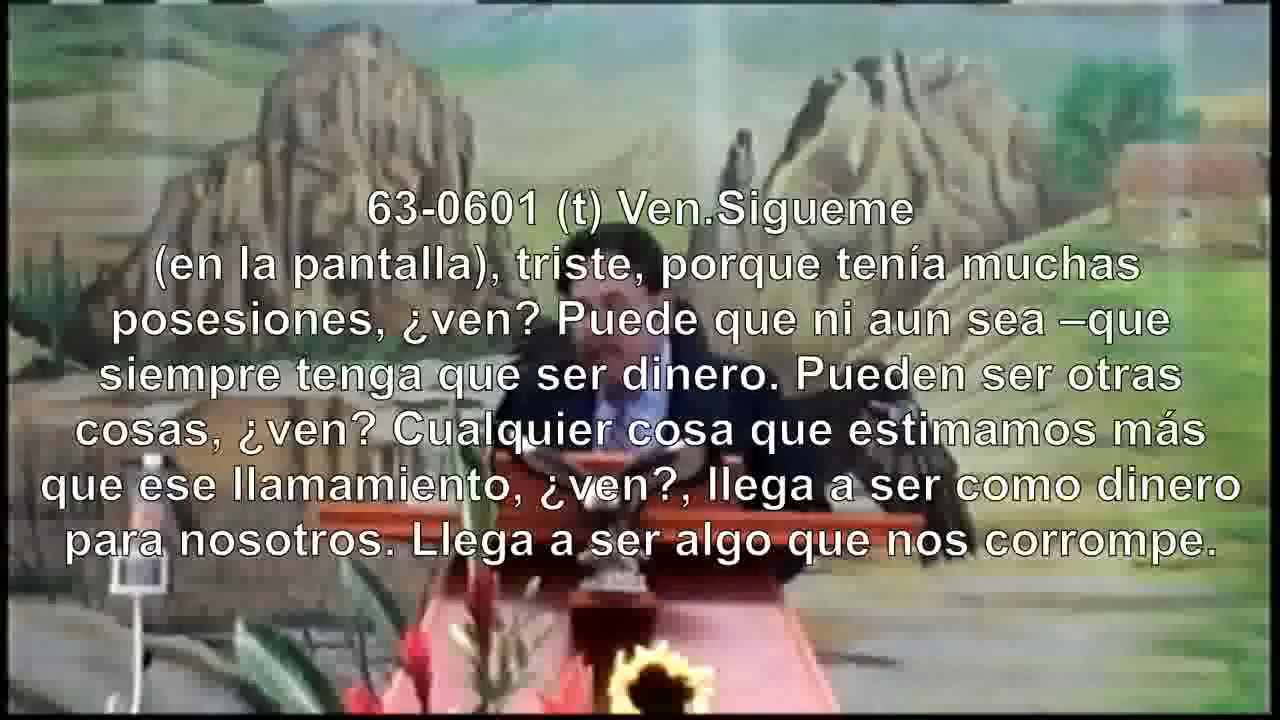 63-0601 (t) Ven.Sigueme
(en la pantalla), triste, porque tenía muchas
posesiones, ¿ven? Puede que ni aun sea –que
siempre tenga que ser dinero. Pueden ser otras
cosas, ¿ven? Cualquier cosa que estimamos más
que ese llamamiento, ¿ven?, llega a ser como dinero
para nosotros. Llega a ser algo que nos corrompe.